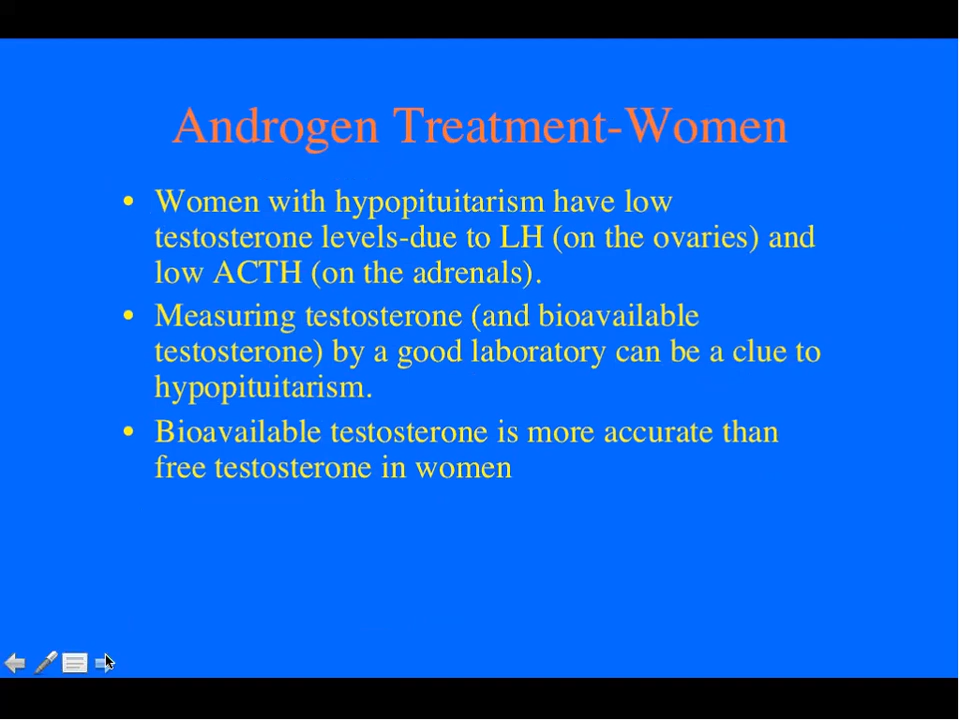 Androgen Treatment-Women
• Women with hypopituitarism have low
testosterone levels-due to LH (on the ovaries) and
low ACTH (on the adrenals).
• Measuring testosterone (and bioavailable
testosterone) by a good laboratory can be a clue to
hypopituitarism.
• Bioavailable testosterone is more accurate than
free testosterone in women